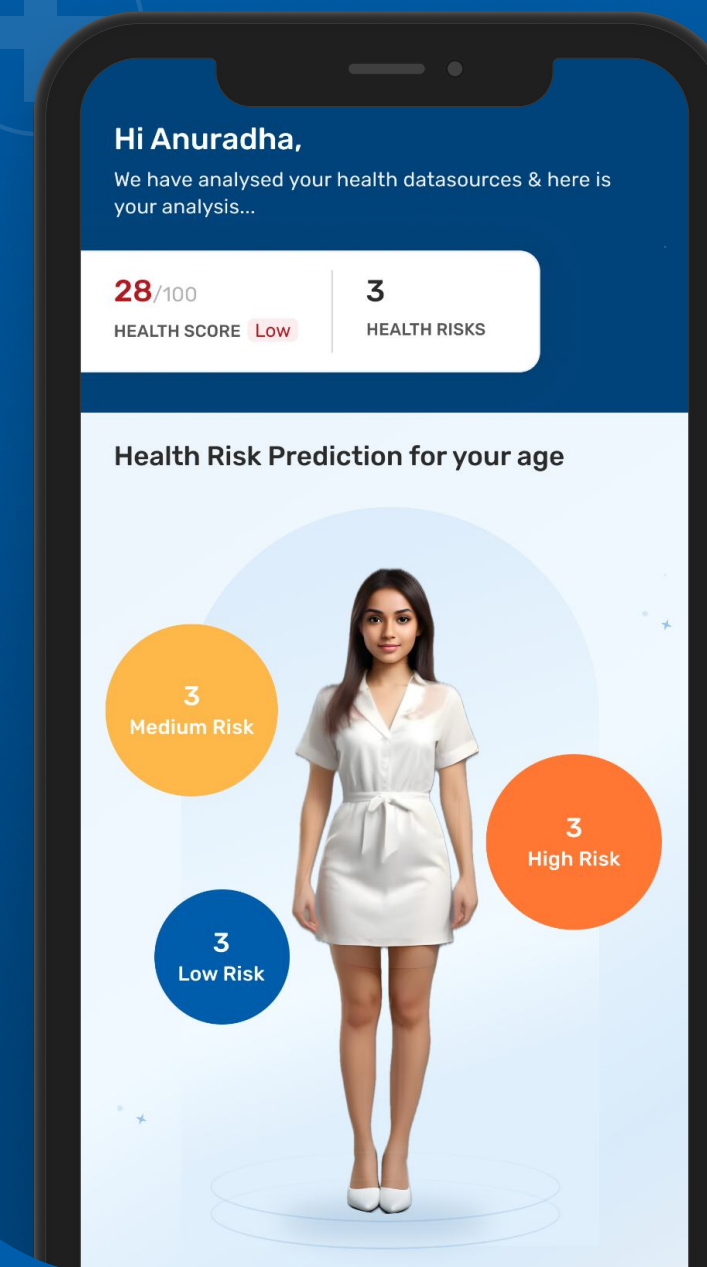 Hi Anuradha,
We have analysed your health datasources & here is
your analysis...
28/100
HEALTH SCORE Low
3
HEALTH RISKS
Health Risk Prediction for your age
3
Medium Risk
3
High Risk
3
Low Risk